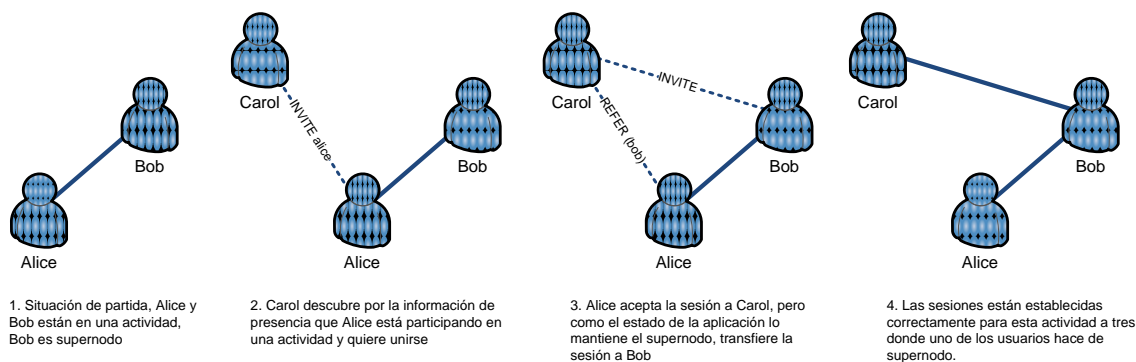 Bob
Alice
1. Situación de partida, Alice y
Bob están en una actividad,
Bob es supernodo
Carol
INVITE alice
Bob
Alice
2. Carol descubre por la información de
presencia que Alice está participando en
una actividad y quiere unirse
Carol
INVITE
REFER (bob)
Bob
Alice
3. Alice acepta la sesión a Carol, pero
como el estado de la aplicación lo
mantiene el supernodo, transfiere la
sesión a Bob
Carol
Bob
Alice
4. Las sesiones están establecidas
correctamente para esta actividad a tres
donde uno de los usuarios hace de
supernodo.